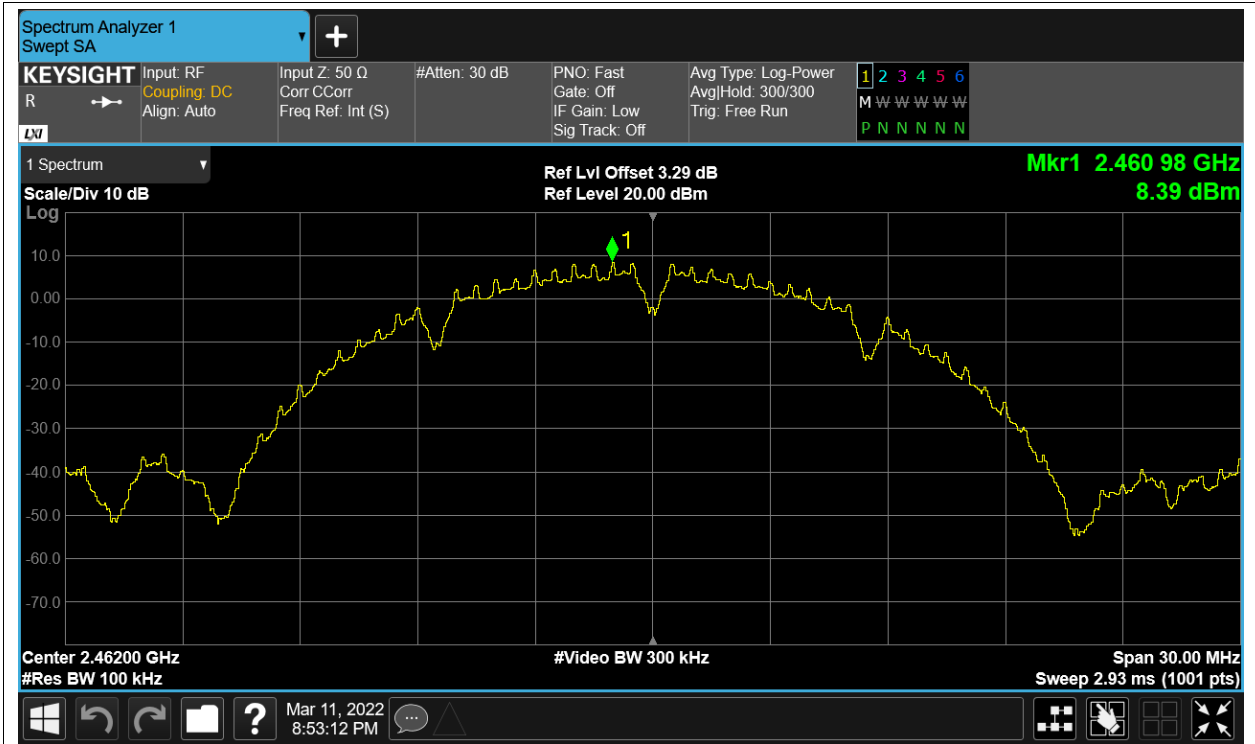 Spectrum Analyzer 1
Swept SA
KEYSIGHT
R
LXI
Input: RF
Coupling: DC
Align: Auto
Input Z: 50 Ω
Corr CCorr
Freq Ref: Int (S)
#Atten: 30 dB
PNO: Fast
Gate: Off
IF Gain: Low
Sig Track: Off
Avg Type: Log-Power
Avg|Hold: 300/300
Trig: Free Run
1 2 3 4 5 6
M W W W W W
P N N N N N
1 Spectrum
Scale/Div 10 dB
Log
Ref Lvl Offset 3.29 dB
Ref Level 20.00 dBm
Mkr1 2.460 98 GHz
8.39 dBm
1
10.0
0.00
-10.0
-20.0
-30.0
-40.0
-50.0
-60.0
-70.0
Center 2.46200 GHz
#Res BW 100 kHz
#Video BW 300 kHz
Span 30.00 MHz
Sweep 2.93 ms (1001 pts)
?
Mar 11, 2022
8:53:12 PM